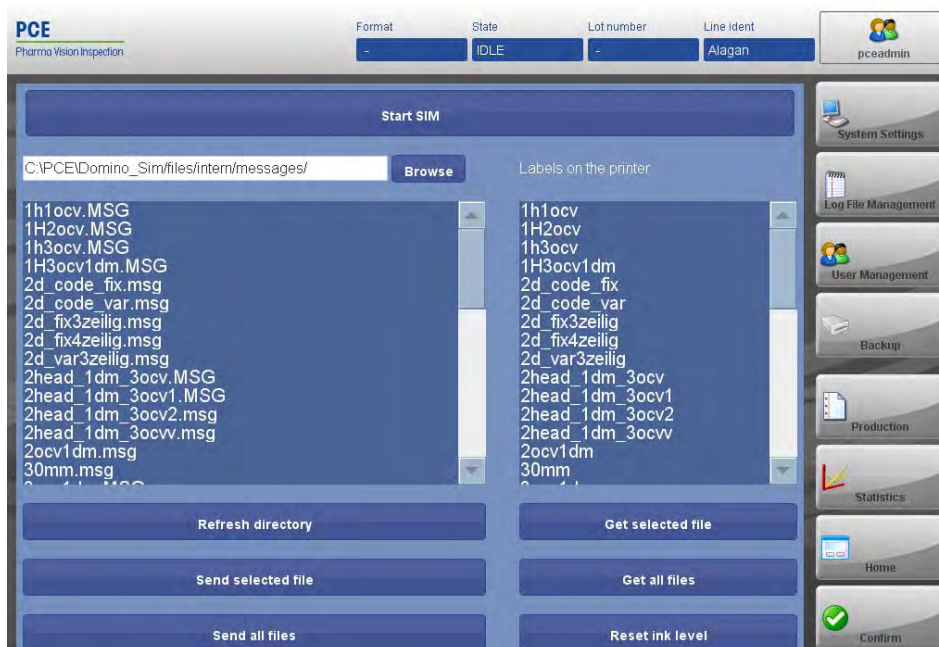 PCE
Pharma Vision Inspection
Format
State
Lot number
Line ident
-
IDLE
-
Alagan
pceadmin
Start SIM
C:\PCE\Domino_Sim/files/intern/messages/
Browse
Labels on the printer
1h1ocv.MSG
1H2ocv.MSG
1h3ocv.MSG
1H3ocv1dm.MSG
2d_code_fix.msg
2d_code_var.msg
2d_fix3zeilig.msg
2d_fix4zeilig.msg
2d_var3zeilig.msg
2head_1dm_3ocv.MSG
2head_1dm_3ocv1.MSG
2head_1dm_3ocv2.msg
2head_1dm_3ocvv.msg
2ocv1dm.msg
30mm.msg
1h1ocv
1H2ocv
1h3ocv
1H3ocv1dm
2d_code_fix
2d_code_var
2d_fix3zeilig
2d_fix4zeilig
2d_var3zeilig
2head_1dm_3ocv
2head_1dm_3ocv1
2head_1dm_3ocv2
2head_1dm_3ocvv
2ocv1dm
30mm
Refresh directory
Get selected file
Send selected file
Get all files
Send all files
Reset ink level
System Settings
Log File Management
User Management
Backup
Production
Statistics
Home
Confirm